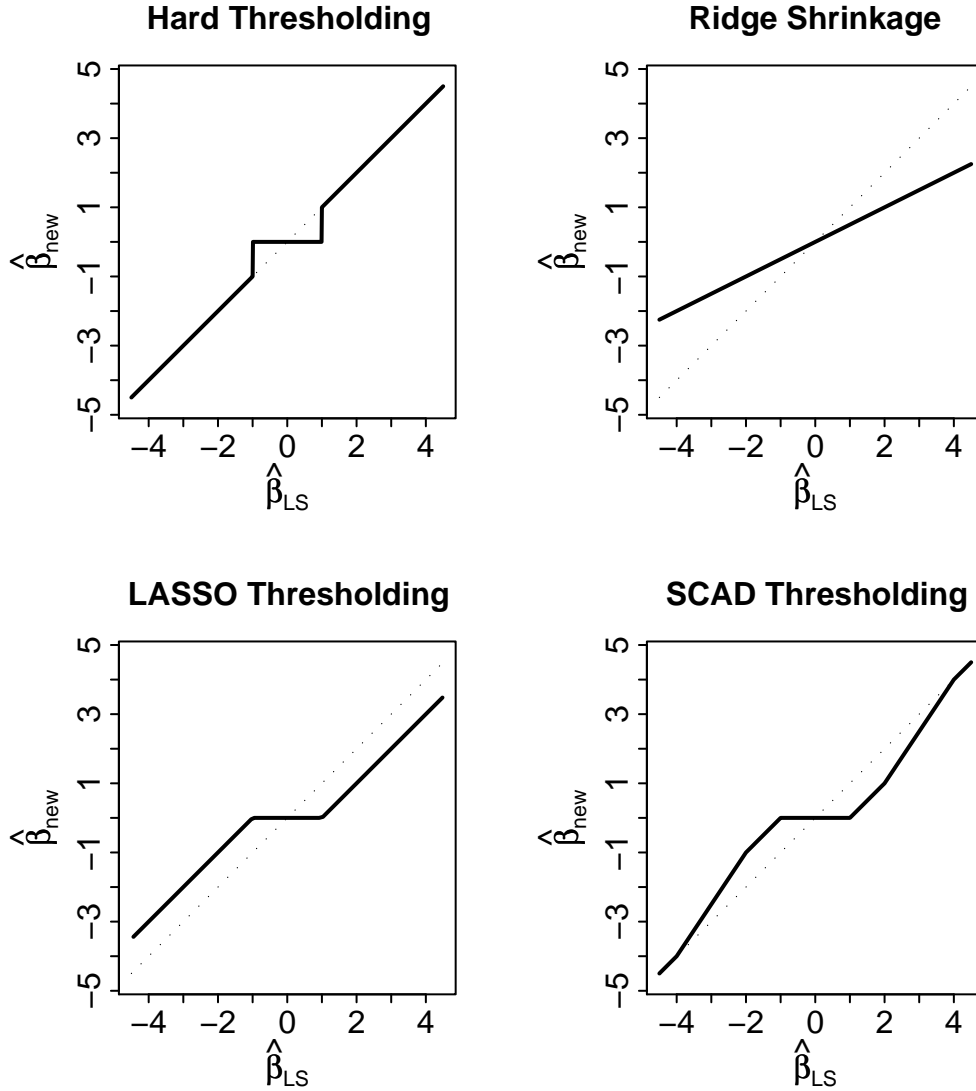 Hard Thresholding
−5 −3 −1 1 3 5
β̂new
−4 −2 0 2 4
β̂LS
Ridge Shrinkage
−5 −3 −1 1 3 5
β̂new
−4 −2 0 2 4
β̂LS
LASSO Thresholding
−5 −3 −1 1 3 5
β̂new
−4 −2 0 2 4
β̂LS
SCAD Thresholding
−5 −3 −1 1 3 5
β̂new
−4 −2 0 2 4
β̂LS